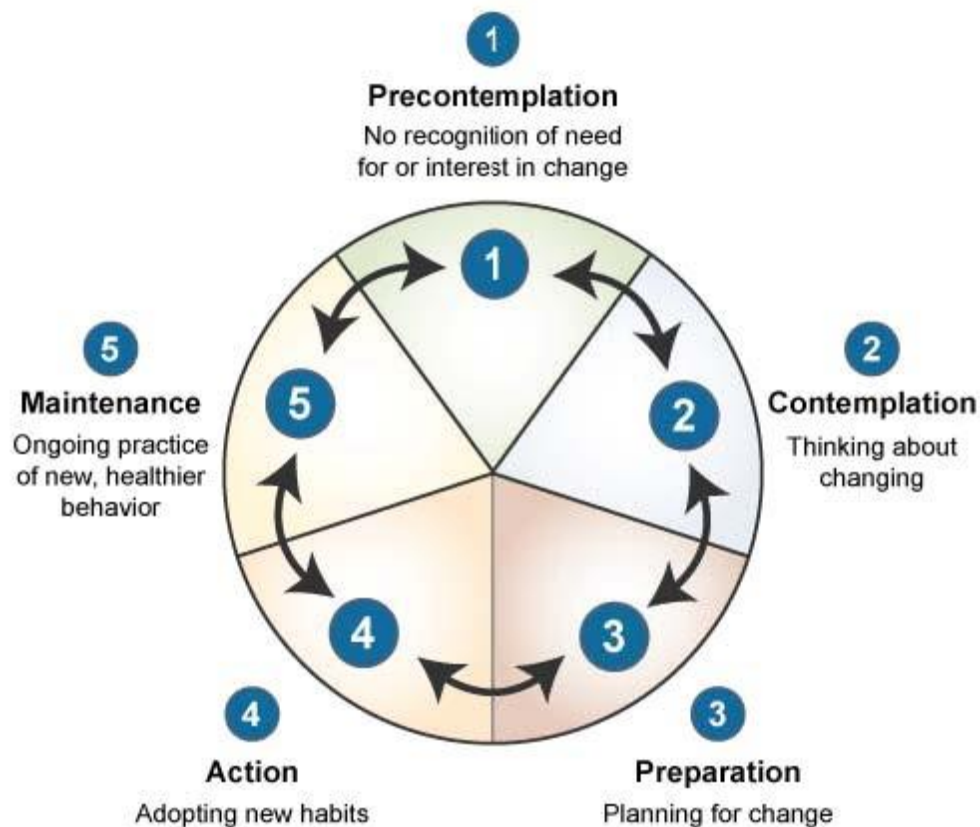 1
Precontemplation
No recognition of need
for or interest in change
1
5
Maintenance
Ongoing practice
of new, healthier
behavior
5
2
2
Contemplation
Thinking about
changing
4
3
4
Action
Adopting new habits
3
Preparation
Planning for change